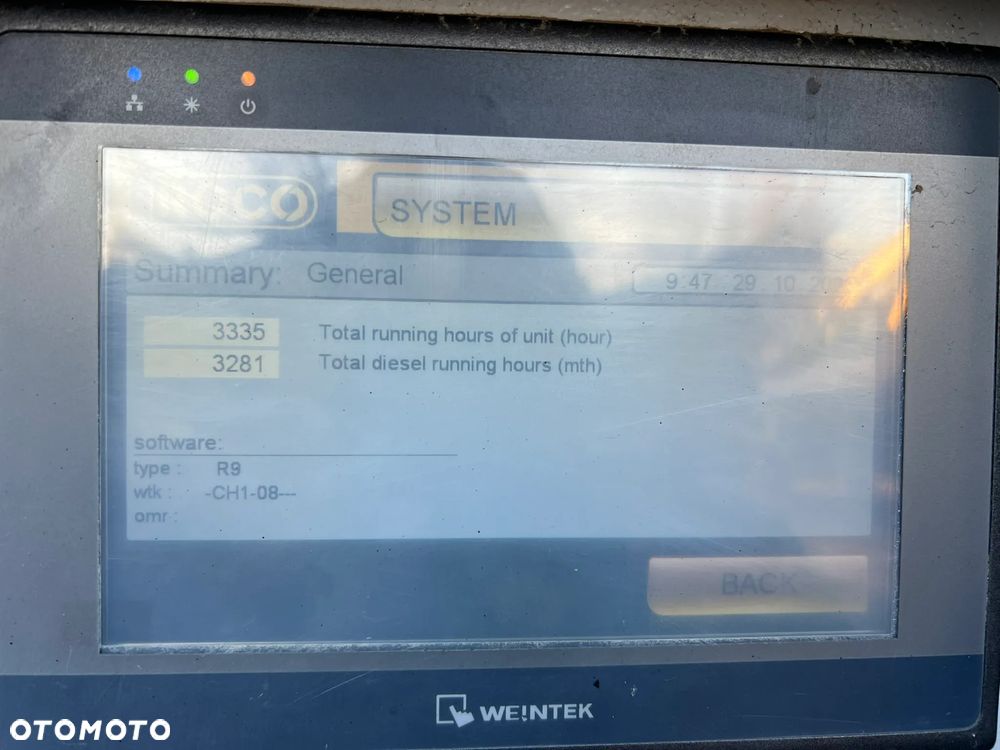 SYSTEM
Summary: General
9:47 29 . 10
3335 Total running hours of unit (hour)
3281 Total diesel running hours (mth)
software:
type : R9
wtk : -CH1-08---
omr :
BACK
WEINTEK
OTOMOTO